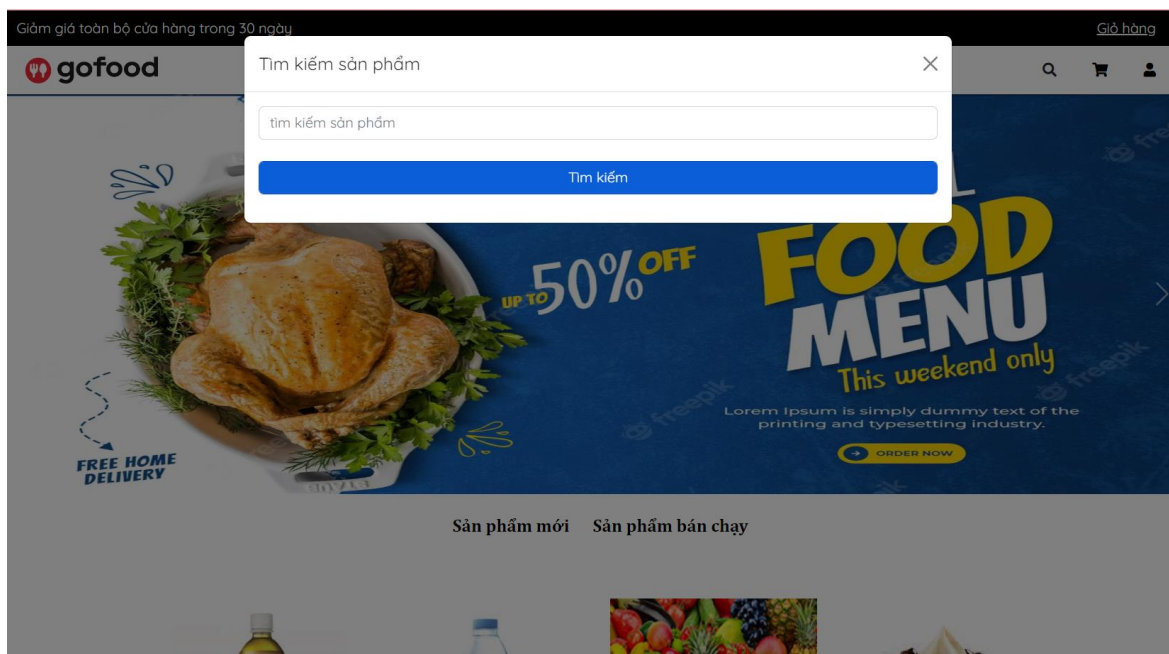 Giảm giá toàn bộ cửa hàng trong 30 ngày
Giỏ hàng
gofood
Tìm kiếm sản phẩm
tìm kiếm sản phẩm
Tìm kiếm
UP TO 50% OFF
FOOD
MENU
This weekend only
Lorem Ipsum is simply dummy text of the
printing and typesetting industry.
ORDER NOW
FREE HOME
DELIVERY
freepik
freepik
Sản phẩm mới Sản phẩm bán chạy